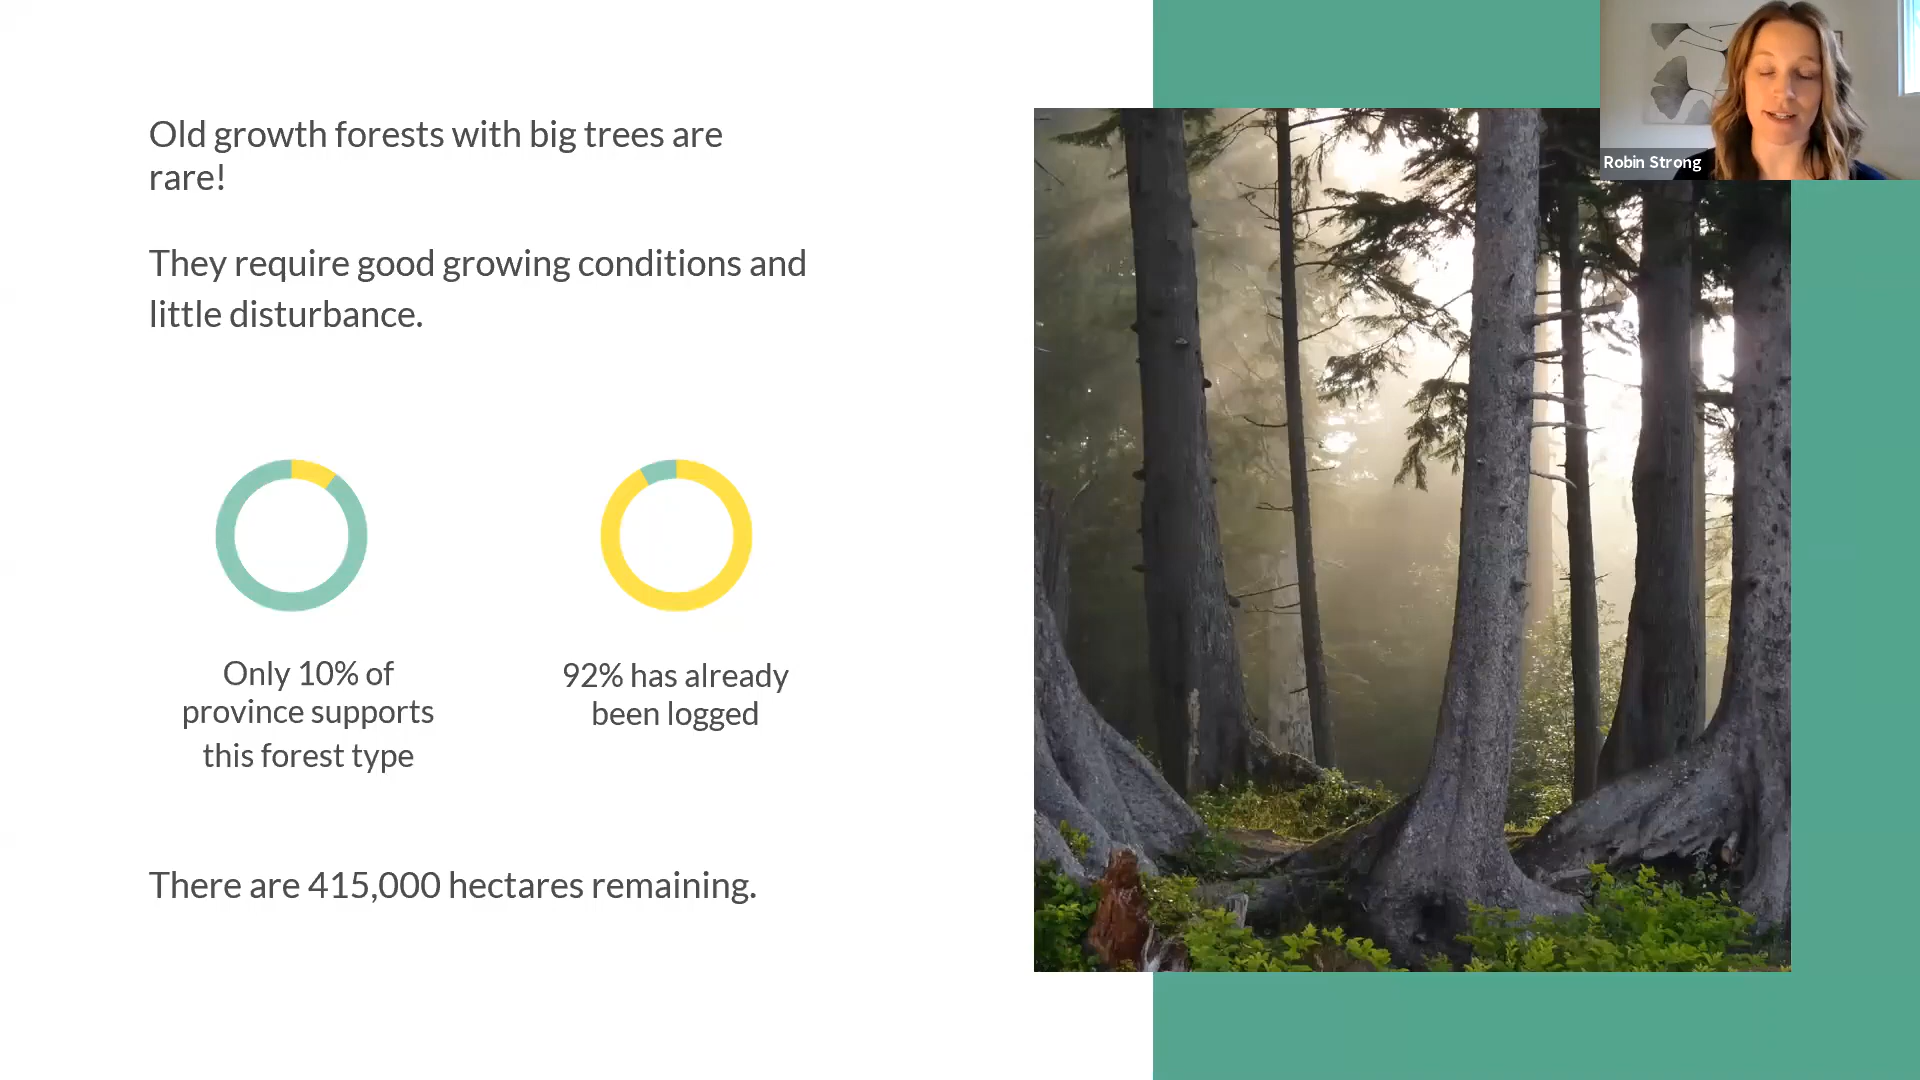 Old growth forests with big trees are
rare!
They require good growing conditions and
little disturbance.
Only 10% of
province supports
this forest type
92% has already
been logged
There are 415,000 hectares remaining.
Robin Strong